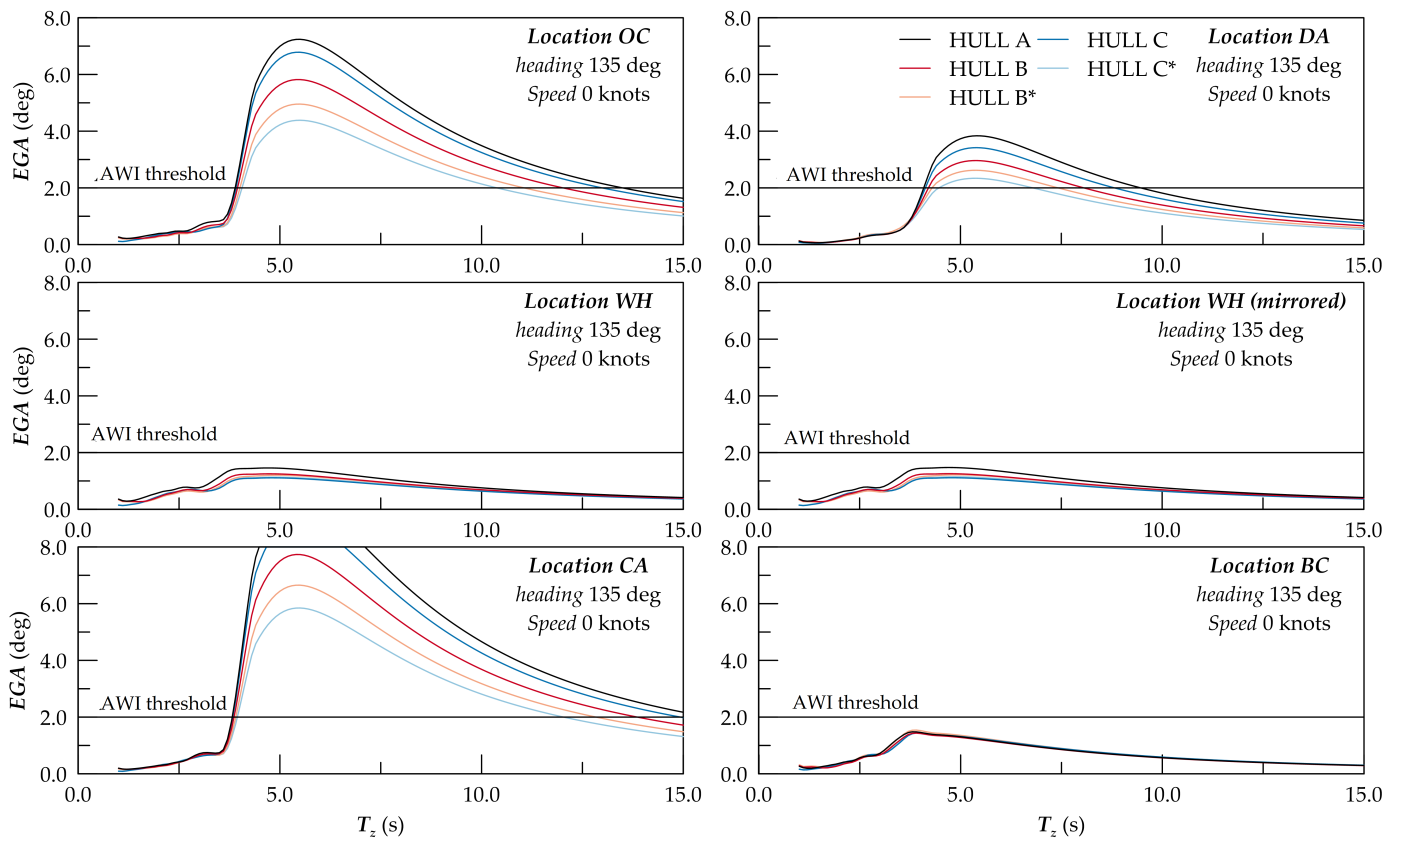 8.0
6.0
4.0
2.0
0.0
EGA (deg)
Location OC
heading 135 deg
Speed 0 knots
AWI threshold
0.0 5.0 10.0 15.0
8.0
6.0
4.0
2.0
0.0
HULL A HULL C
HULL B HULL C*
HULL B*
Location DA
heading 135 deg
Speed 0 knots
AWI threshold
0.0 5.0 10.0 15.0
8.0
6.0
4.0
2.0
0.0
EGA (deg)
Location WH
heading 135 deg
Speed 0 knots
AWI threshold
0.0 5.0 10.0 15.0
8.0
6.0
4.0
2.0
0.0
Location WH (mirrored)
heading 135 deg
Speed 0 knots
AWI threshold
0.0 5.0 10.0 15.0
8.0
6.0
4.0
2.0
0.0
EGA (deg)
Location CA
heading 135 deg
Speed 0 knots
AWI threshold
0.0 5.0 10.0 15.0
Tz (s)
8.0
6.0
4.0
2.0
0.0
Location BC
heading 135 deg
Speed 0 knots
AWI threshold
0.0 5.0 10.0 15.0
Tz (s)